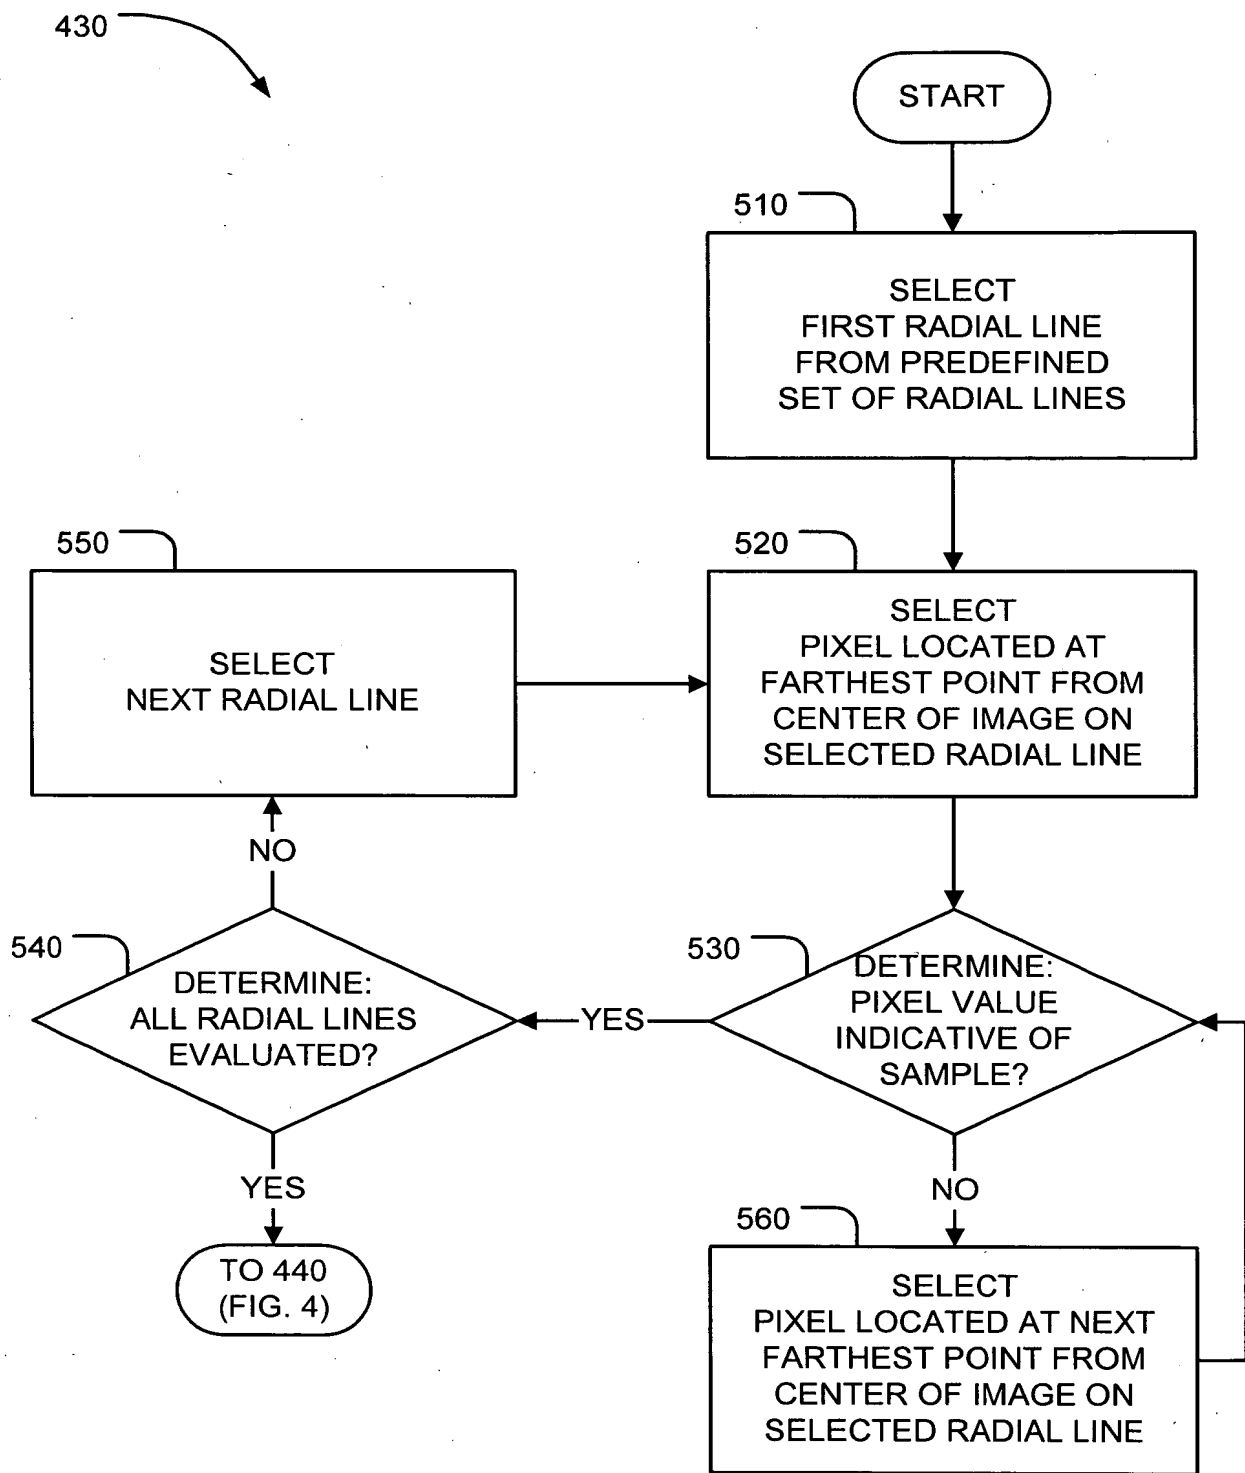 430
START
510
SELECT
FIRST RADIAL LINE
FROM PREDEFINED
SET OF RADIAL LINES
550
SELECT
NEXT RADIAL LINE
520
SELECT
PIXEL LOCATED AT
FARTHEST POINT FROM
CENTER OF IMAGE ON
SELECTED RADIAL LINE
NO
540
DETERMINE:
ALL RADIAL LINES
EVALUATED?
YES
530
DETERMINE:
PIXEL VALUE
INDICATIVE OF
SAMPLE?
YES
TO 440
(FIG. 4)
NO
560
SELECT
PIXEL LOCATED AT NEXT
FARTHEST POINT FROM
CENTER OF IMAGE ON
SELECTED RADIAL LINE